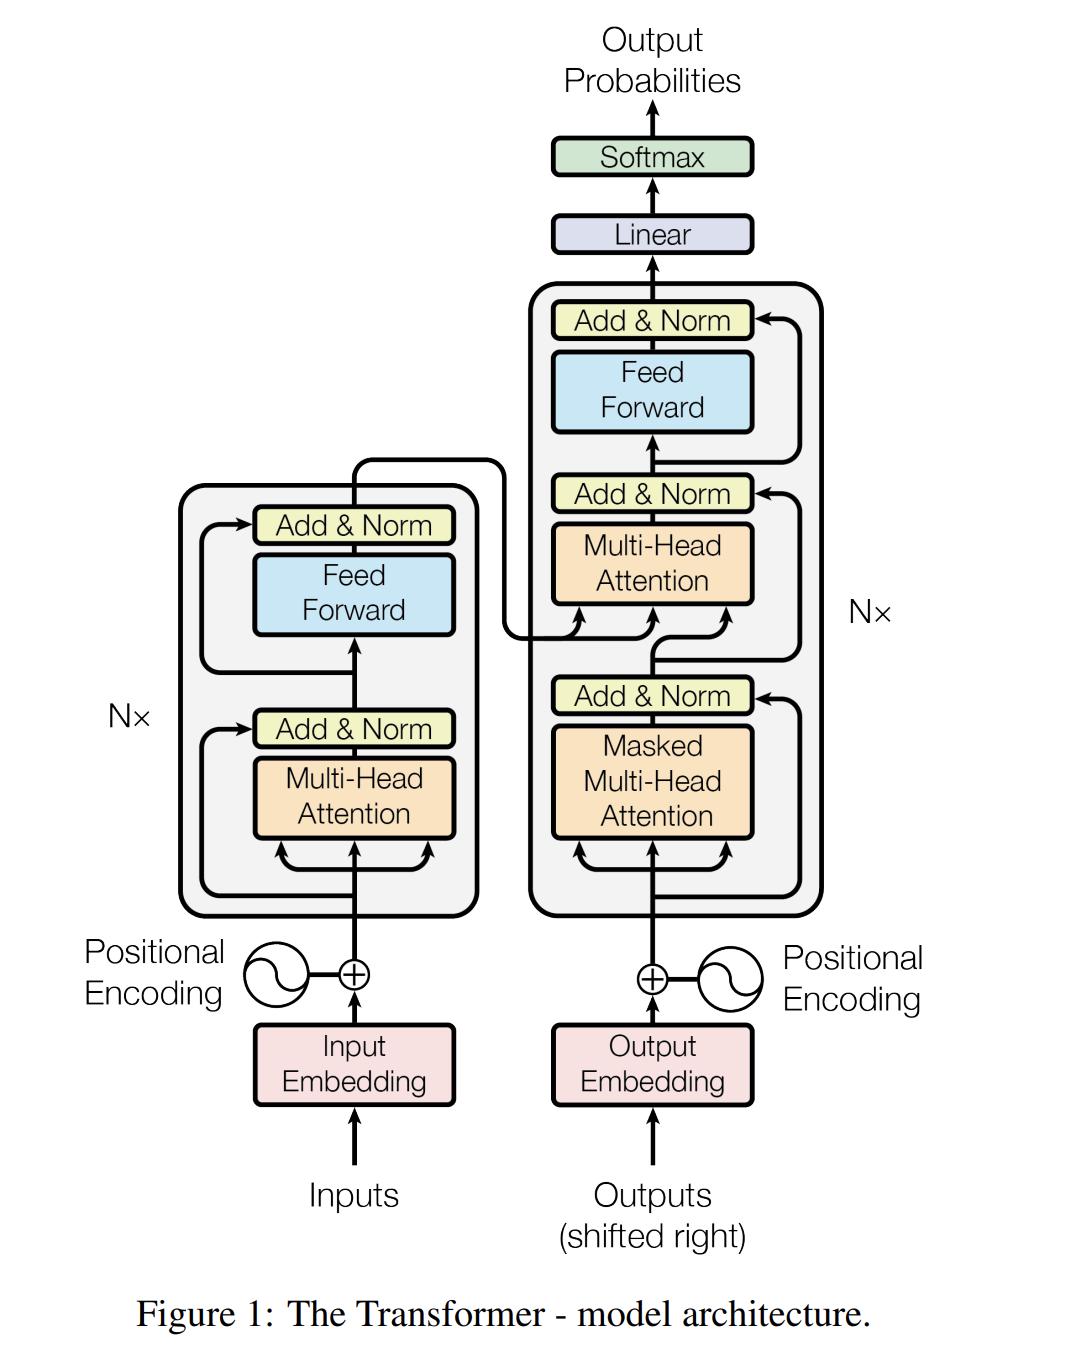 Output
Probabilities
Softmax
Linear
Add & Norm
Feed
Forward
Add & Norm
Multi-Head
Attention
Nx
Add & Norm
Masked
Multi-Head
Attention
Add & Norm
Feed
Forward
Nx
Add & Norm
Multi-Head
Attention
Positional
Encoding
Positional
Encoding
Input
Embedding
Output
Embedding
Inputs
Outputs
(shifted right)
Figure 1: The Transformer - model architecture.